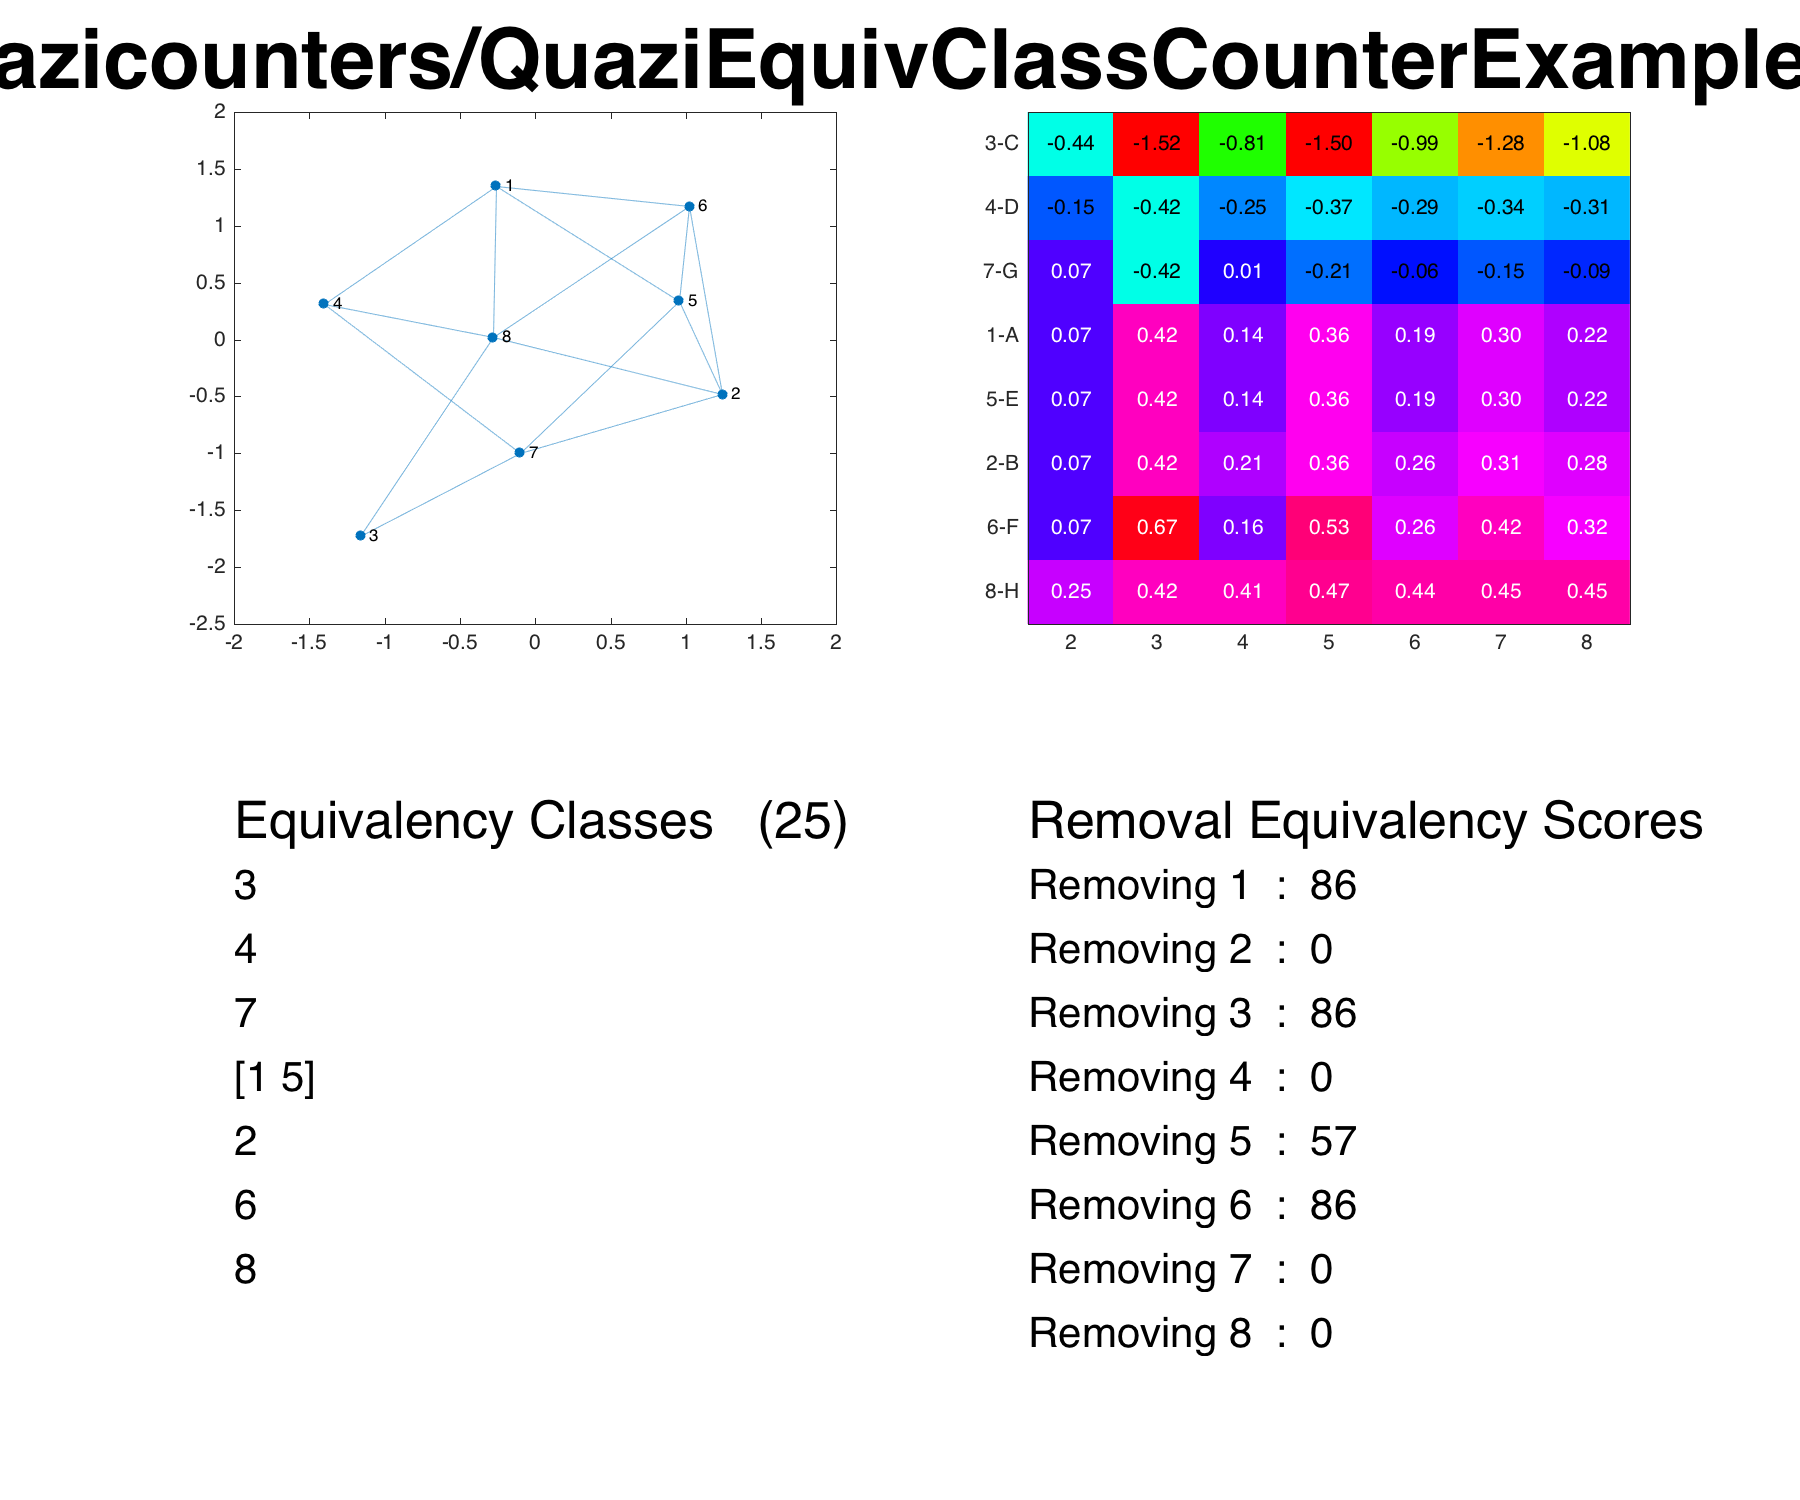 azicounters/QuaziEquivClassCounterExample
2
1.5
1
0.5
0
-0.5
-1
-1.5
-2
-2.5
-2 -1.5 -1 -0.5 0 0.5 1 1.5 2
1
6
4
5
8
2
7
3
3-C -0.44 -1.52 -0.81 -1.50 -0.99 -1.28 -1.08
4-D -0.15 -0.42 -0.25 -0.37 -0.29 -0.34 -0.31
7-G 0.07 -0.42 0.01 -0.21 -0.06 -0.15 -0.09
1-A 0.07 0.42 0.14 0.36 0.19 0.30 0.22
5-E 0.07 0.42 0.14 0.36 0.19 0.30 0.22
2-B 0.07 0.42 0.21 0.36 0.26 0.31 0.28
6-F 0.07 0.67 0.16 0.53 0.26 0.42 0.32
8-H 0.25 0.42 0.41 0.47 0.44 0.45 0.45
2 3 4 5 6 7 8
Equivalency Classes (25)
3
4
7
[1 5]
2
6
8
Removal Equivalency Scores
Removing 1 : 86
Removing 2 : 0
Removing 3 : 86
Removing 4 : 0
Removing 5 : 57
Removing 6 : 86
Removing 7 : 0
Removing 8 : 0